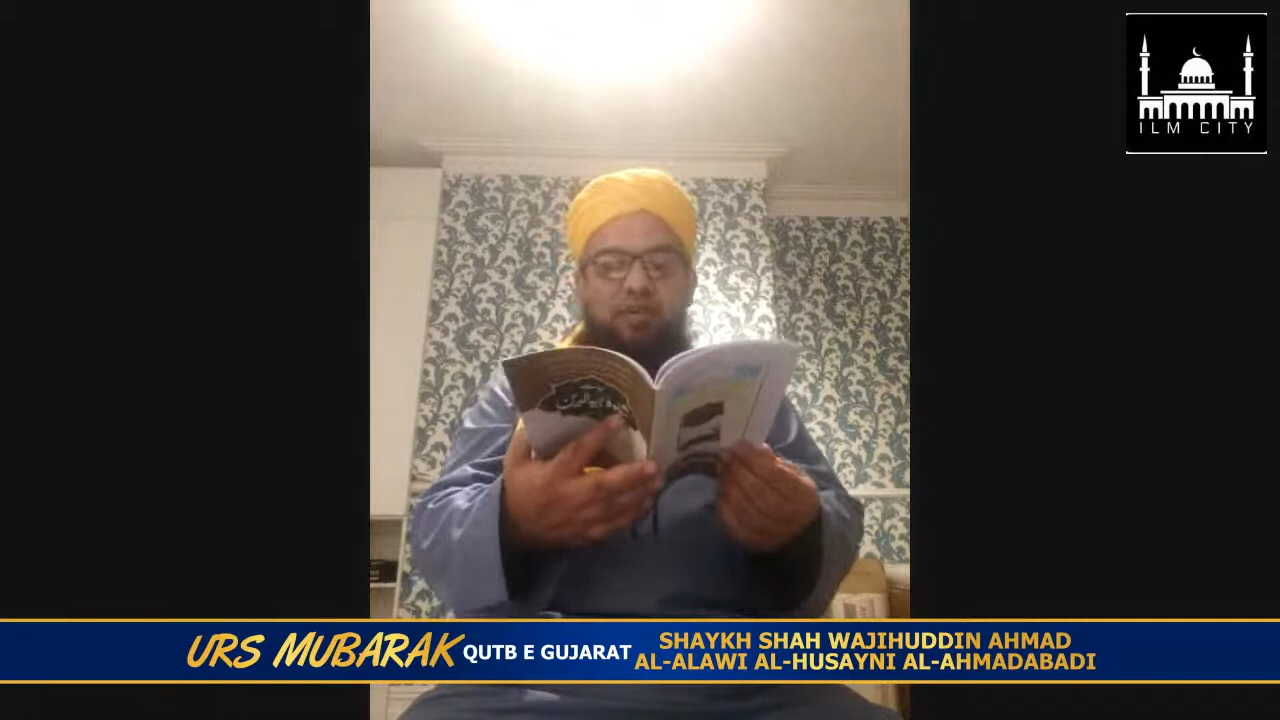 ILM CITY
URS MUBARAK
QUTB E GUJARAT
SHAYKH SHAH WAJIHUDDIN AHMAD
AL-ALAWI AL-HUSAYNI AL-AHMADABADI